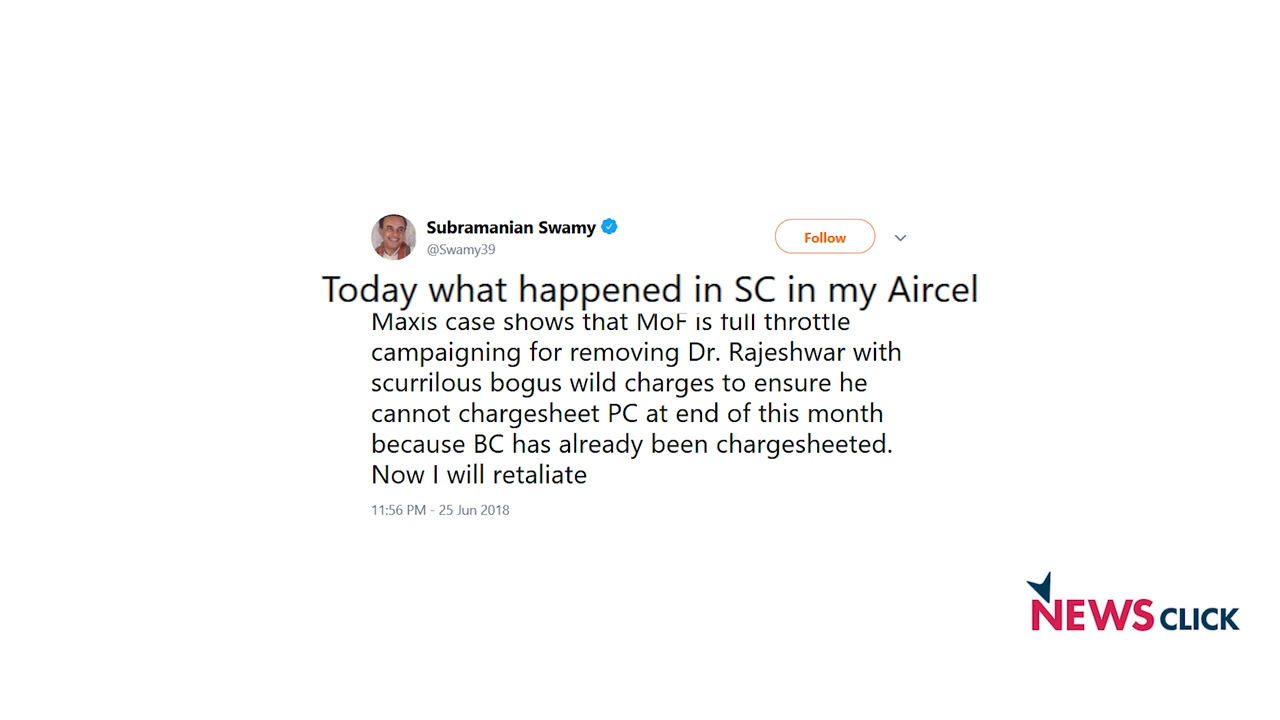 Subramanian Swamy
@Swamy39
Follow
Today what happened in SC in my Aircel
Maxis case shows that MoF is full throttle
campaigning for removing Dr. Rajeshwar with
scurrilous bogus wild charges to ensure he
cannot chargesheet PC at end of this month
because BC has already been chargesheeted.
Now I will retaliate
11:56 PM - 25 Jun 2018
NEWSCLICK